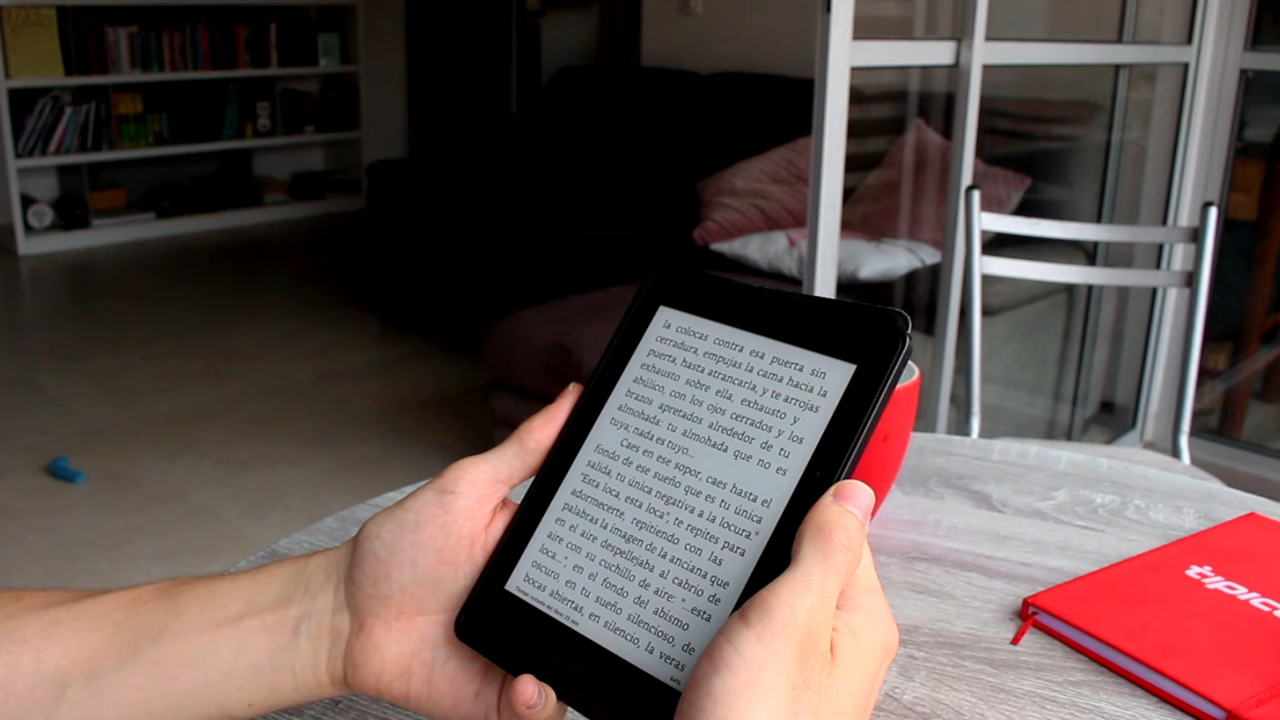 la colocas contra esa puerta sin
cerradura, empujas la cama hacia la
puerta, hasta atrancarla, y te arrojas
exhausto sobre ella, exhausto y
abúlico, con los ojos cerrados y los
brazos apretados alrededor de tu
almohada: tu almohada que no es
tuya; nada es tuyo...
Caes en ese sopor, caes hasta el
fondo de ese sueño que es tu única
salida, tu única negativa a la locura. "
"Esta loca, esta loca", te repites para
adormecerte, repitiendo con las
palabras la imagen de la anciana que
en el aire despellejaba al cabrío de
aire con su cuchillo de aire: "...esta
loca...", en el fondo del abismo
oscuro, en tu sueño silencioso, de
bocas abiertas, en silencio, la verás
64%
tipico